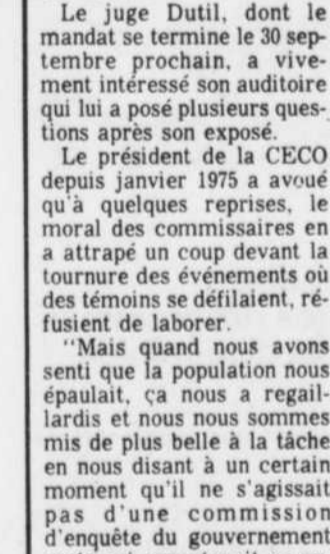 Le juge Dutil, dont le
mandat se termine le 30 sep-
tembre prochain, a vive-
ment intéressé son auditoire
qui lui a posé plusieurs ques-
tions après son exposé.
Le président de la CECO
depuis janvier 1975 a avoué
qu'à quelques reprises, le
moral des commissaires en
a attrapé un coup devant la
tournure des événements où
des témoins se défilaient, ré-
fusient de laborer.
"Mais quand nous avons
senti que la population nous
épaulait, ça nous a regail-
lardis et nous nous sommes
mis de plus belle à la tâche
en nous disant à un certain
moment qu'il ne s'agissait
pas d'une commission
d'enquête du gouvernement